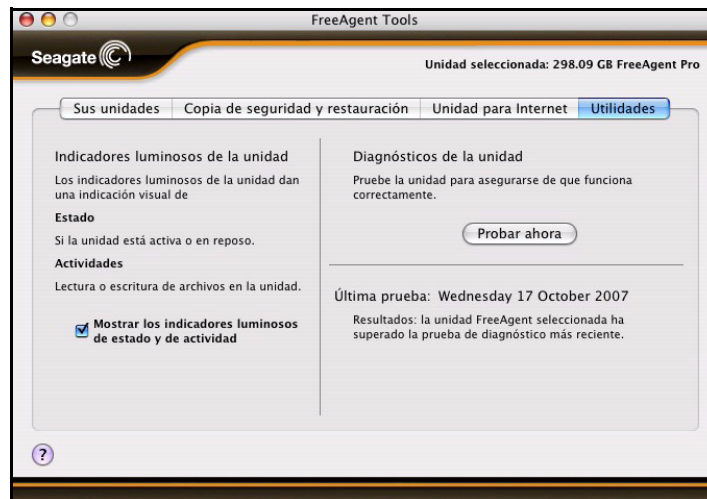 FreeAgent Tools
Seagate
Unidad seleccionada: 298.09 GB FreeAgent Pro
Sus unidades
Copia de seguridad y restauración
Unidad para Internet
Utilidades
Indicadores luminosos de la unidad
Los indicadores luminosos de la unidad dan
una indicación visual de
Estado
Si la unidad está activa o en reposo.
Actividades
Lectura o escritura de archivos en la unidad.
Mostrar los indicadores luminosos
de estado y de actividad
Diagnósticos de la unidad
Pruebe la unidad para asegurarse de que funciona
correctamente.
Probar ahora
Última prueba: Wednesday 17 October 2007
Resultados: la unidad FreeAgent seleccionada ha
superado la prueba de diagnóstico más reciente.
?